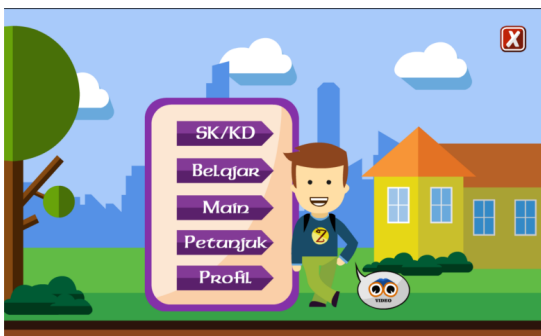 X
SK/KD
Belajar
Main
Petunjuk
Profil
Z
VIDEO